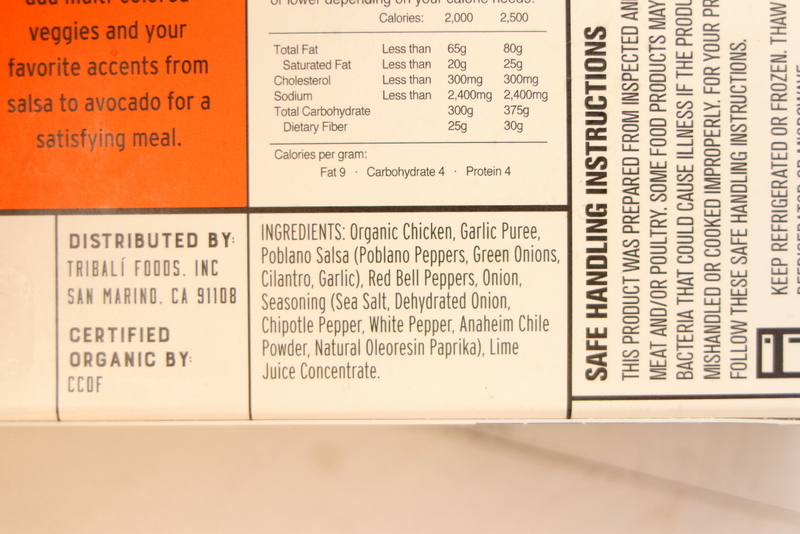 veggies and your
favorite accents from
salsa to avocado for a
satisfying meal.
or lower depending on your calorie needs.
Calories: 2,000 2,500
Total Fat Less than 65g 80g
Saturated Fat Less than 20g 25g
Cholesterol Less than 300mg 300mg
Sodium Less than 2,400mg 2,400mg
Total Carbohydrate 300g 375g
Dietary Fiber 25g 30g
Calories per gram:
Fat 9 · Carbohydrate 4 · Protein 4
DISTRIBUTED BY:
TRIBALÍ FOODS, INC
SAN MARINO, CA 91108
CERTIFIED
ORGANIC BY:
CCOF
INGREDIENTS: Organic Chicken, Garlic Puree,
Poblano Salsa (Poblano Peppers, Green Onions,
Cilantro, Garlic), Red Bell Peppers, Onion,
Seasoning (Sea Salt, Dehydrated Onion,
Chipotle Pepper, White Pepper, Anaheim Chile
Powder, Natural Oleoresin Paprika), Lime
Juice Concentrate.
SAFE HANDLING INSTRUCTIONS
THIS PRODUCT WAS PREPARED FROM INSPECTED
MEAT AND/OR POULTRY. SOME FOOD PRODUCTS MAY
BACTERIA THAT COULD CAUSE ILLNESS IF THE
MISHANDLED OR COOKED IMPROPERLY. FOR YOUR
FOLLOW THESE SAFE HANDLING INSTRUCTIONS.
KEEP REFRIGERATED OR FROZEN. THAW